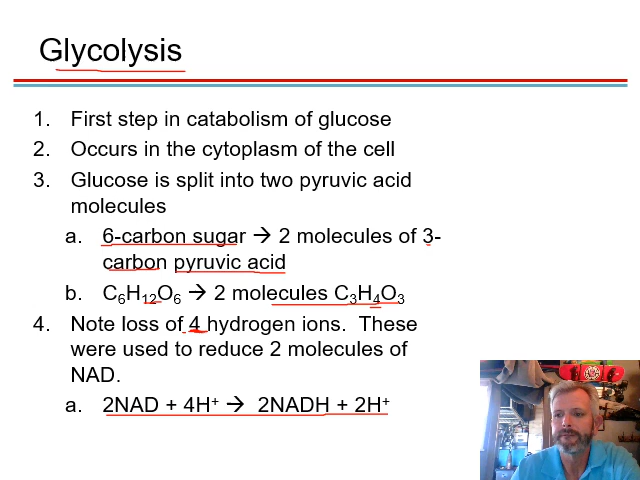 Glycolysis
1. First step in catabolism of glucose
2. Occurs in the cytoplasm of the cell
3. Glucose is split into two pyruvic acid
molecules
a. 6-carbon sugar → 2 molecules of 3-
carbon pyruvic acid
b. C₆H₁₂O₆ → 2 molecules C₃H₄O₃
4. Note loss of 4 hydrogen ions. These
were used to reduce 2 molecules of
NAD.
a. 2NAD + 4H⁺ → 2NADH + 2H⁺